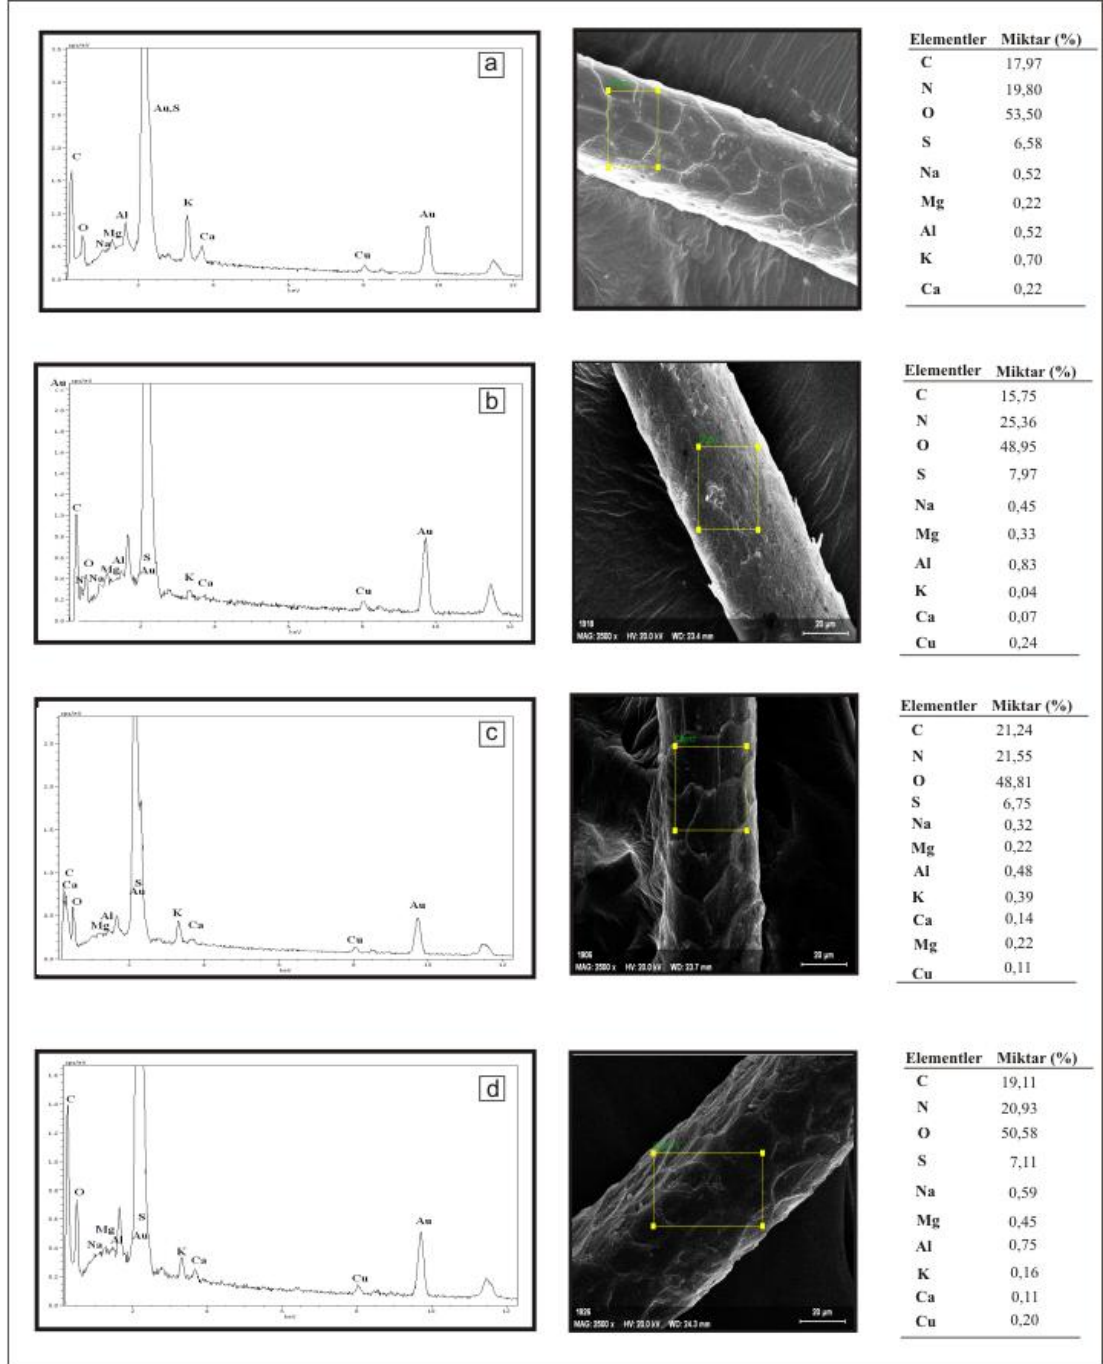 a
Au,S
C
O
Na
Mg
Al
K
Ca
Cu
Au
Elementler Miktar (%)
C 17,97
N 19,80
O 53,50
S 6,58
Na 0,52
Mg 0,22
Al 0,52
K 0,70
Ca 0,22
b
Au
C
N
O
Na
Mg
Al
S
Au
K
Ca
Cu
Au
1918
MAG: 3500 x HV: 20.0 kV WD: 23.4 mm
20 µm
Elementler Miktar (%)
C 15,75
N 25,36
O 48,95
S 7,97
Na 0,45
Mg 0,33
Al 0,83
K 0,04
Ca 0,07
Cu 0,24
c
C
Ca
O
Mg
Al
S
Au
K
Ca
Cu
Au
1906
MAG: 3500 x HV: 20.0 kV WD: 23.7 mm
20 µm
Elementler Miktar (%)
C 21,24
N 21,55
O 48,81
S 6,75
Na 0,32
Mg 0,22
Al 0,48
K 0,39
Ca 0,14
Mg 0,22
Cu 0,11
d
C
O
Na
Mg
Al
S
Au
K
Ca
Cu
Au
1926
MAG: 3500 x HV: 20.0 kV WD: 24.3 mm
20 µm
Elementler Miktar (%)
C 19,11
N 20,93
O 50,58
S 7,11
Na 0,59
Mg 0,45
Al 0,75
K 0,16
Ca 0,11
Cu 0,20